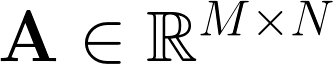 𝐀 ∈ ℝ^{M×N}